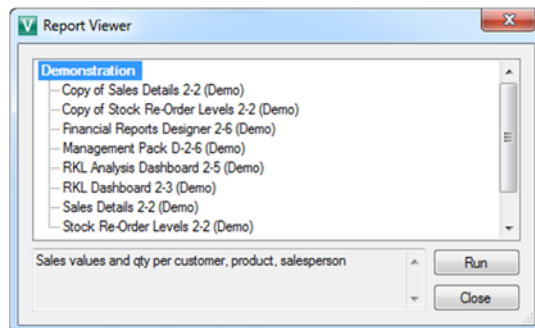 Report Viewer
Demonstration
Copy of Sales Details 2-2 (Demo)
Copy of Stock Re-Order Levels 2-2 (Demo)
Financial Reports Designer 2-6 (Demo)
Management Pack D-2-6 (Demo)
RKL Analysis Dashboard 2-5 (Demo)
RKL Dashboard 2-3 (Demo)
Sales Details 2-2 (Demo)
Stock Re-Order Levels 2-2 (Demo)
Sales values and qty per customer, product, salesperson
Run
Close